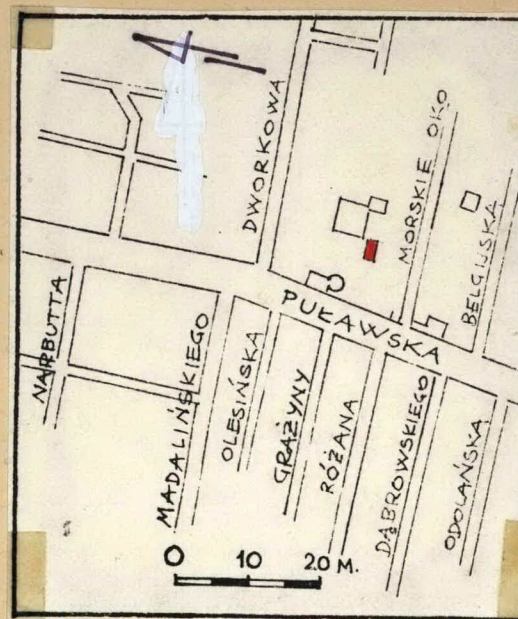 DWORKOWA
MORSKIE OKO
BELGIJSKA
PUŁAWSKA
NARBUTTA
MADALIŃSKIEGO
OLESIŃSKA
GRAŻYNY
RÓŻANA
DĄBROWSKIEGO
ODOLAŃSKA
0 10 20 M.